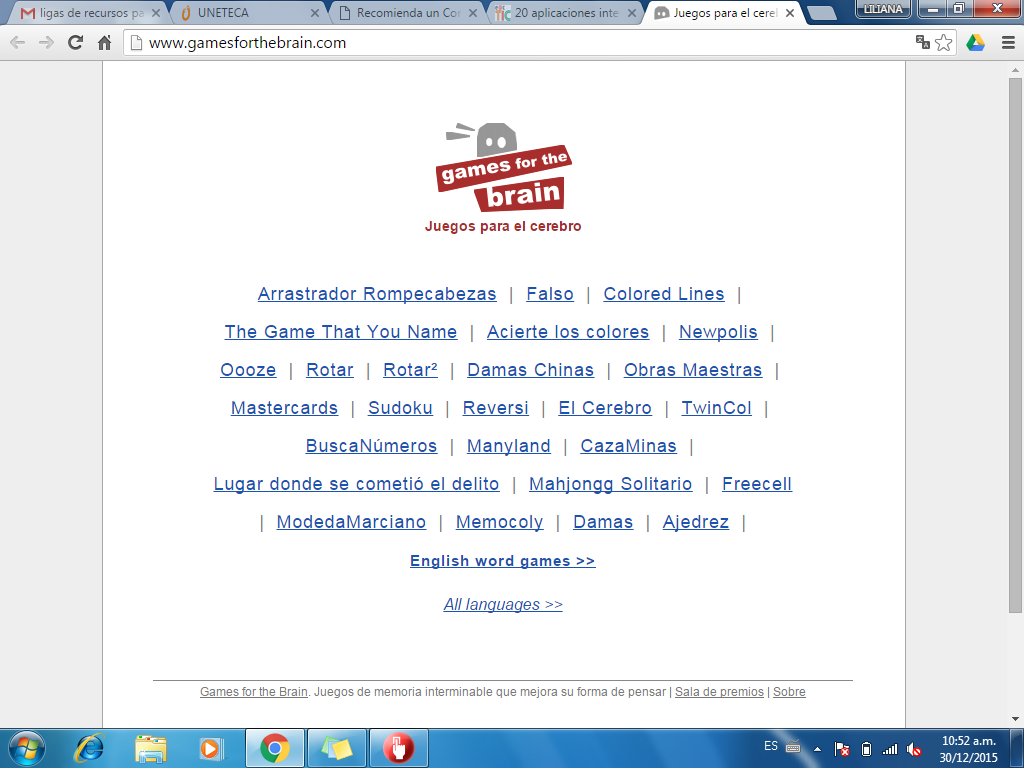 ligas de recursos pa
UNETECA
Recomienda un Cor
20 aplicaciones inte
Juegos para el cerel
LILIANA
www.gamesforthebrain.com
games for the
brain
Juegos para el cerebro
Arrastrador Rompecabezas | Falso | Colored Lines |
The Game That You Name | Acierte los colores | Newpolis |
Oooze | Rotar | Rotar² | Damas Chinas | Obras Maestras |
Mastercards | Sudoku | Reversi | El Cerebro | TwinCol |
BuscaNúmeros | Manyland | CazaMinas |
Lugar donde se cometió el delito | Mahjongg Solitario | Freecell
| ModedaMarciano | Memocoly | Damas | Ajedrez |
English word games >>
All languages >>
Games for the Brain. Juegos de memoria interminable que mejora su forma de pensar | Sala de premios | Sobre
ES
10:52 a.m.
30/12/2015